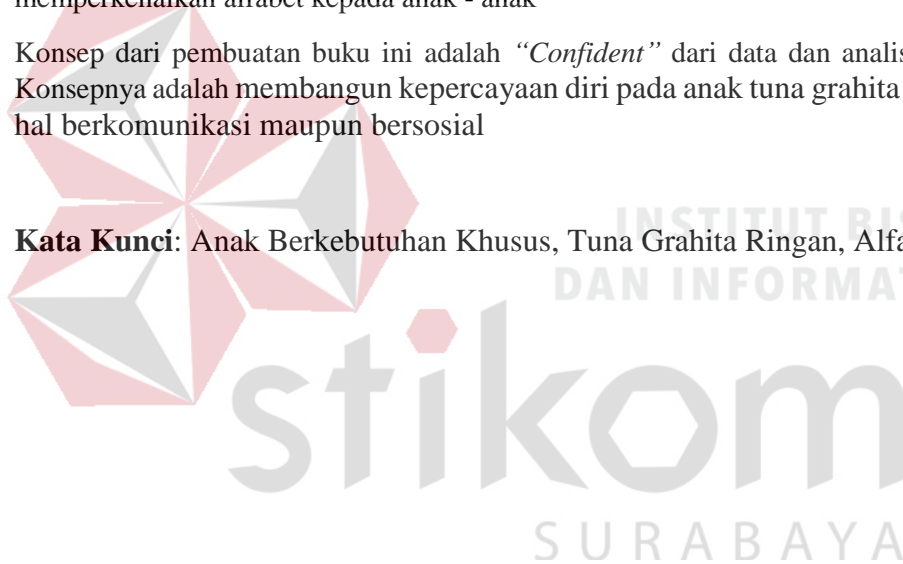 memperkenalkan alfabet kepada anak - anak
Konsep dari pembuatan buku ini adalah “Confident” dari data dan analis
Konsepnya adalah membangun kepercayaan diri pada anak tuna grahita
hal berkomunikasi maupun bersosial
INSTITUT BIS
Kata Kunci: Anak Berkebutuhan Khusus, Tuna Grahita Ringan, Alfa
DAN INFORMAT
stikom
SURABAYA